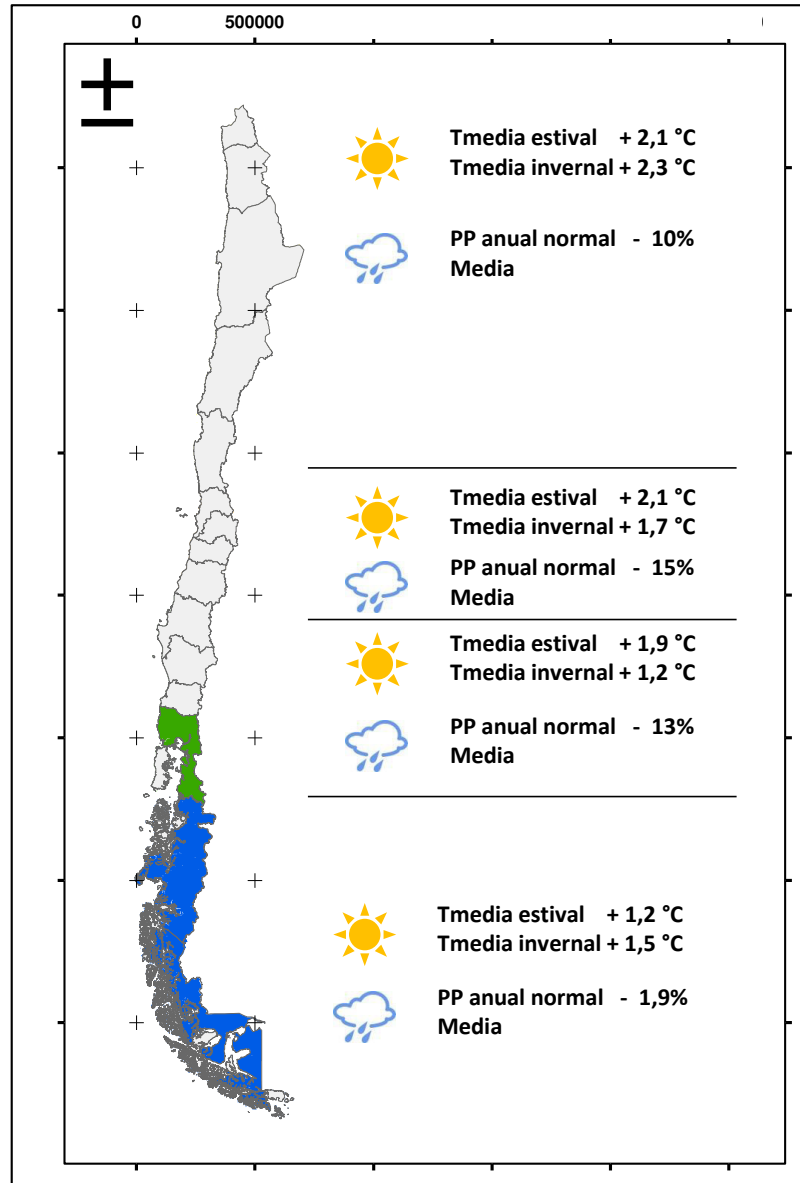 0 500000
Tmedia estival + 2,1 °C
Tmedia invernal + 2,3 °C
PP anual normal - 10%
Media
Tmedia estival + 2,1 °C
Tmedia invernal + 1,7 °C
PP anual normal - 15%
Media
Tmedia estival + 1,9 °C
Tmedia invernal + 1,2 °C
PP anual normal - 13%
Media
Tmedia estival + 1,2 °C
Tmedia invernal + 1,5 °C
PP anual normal - 1,9%
Media